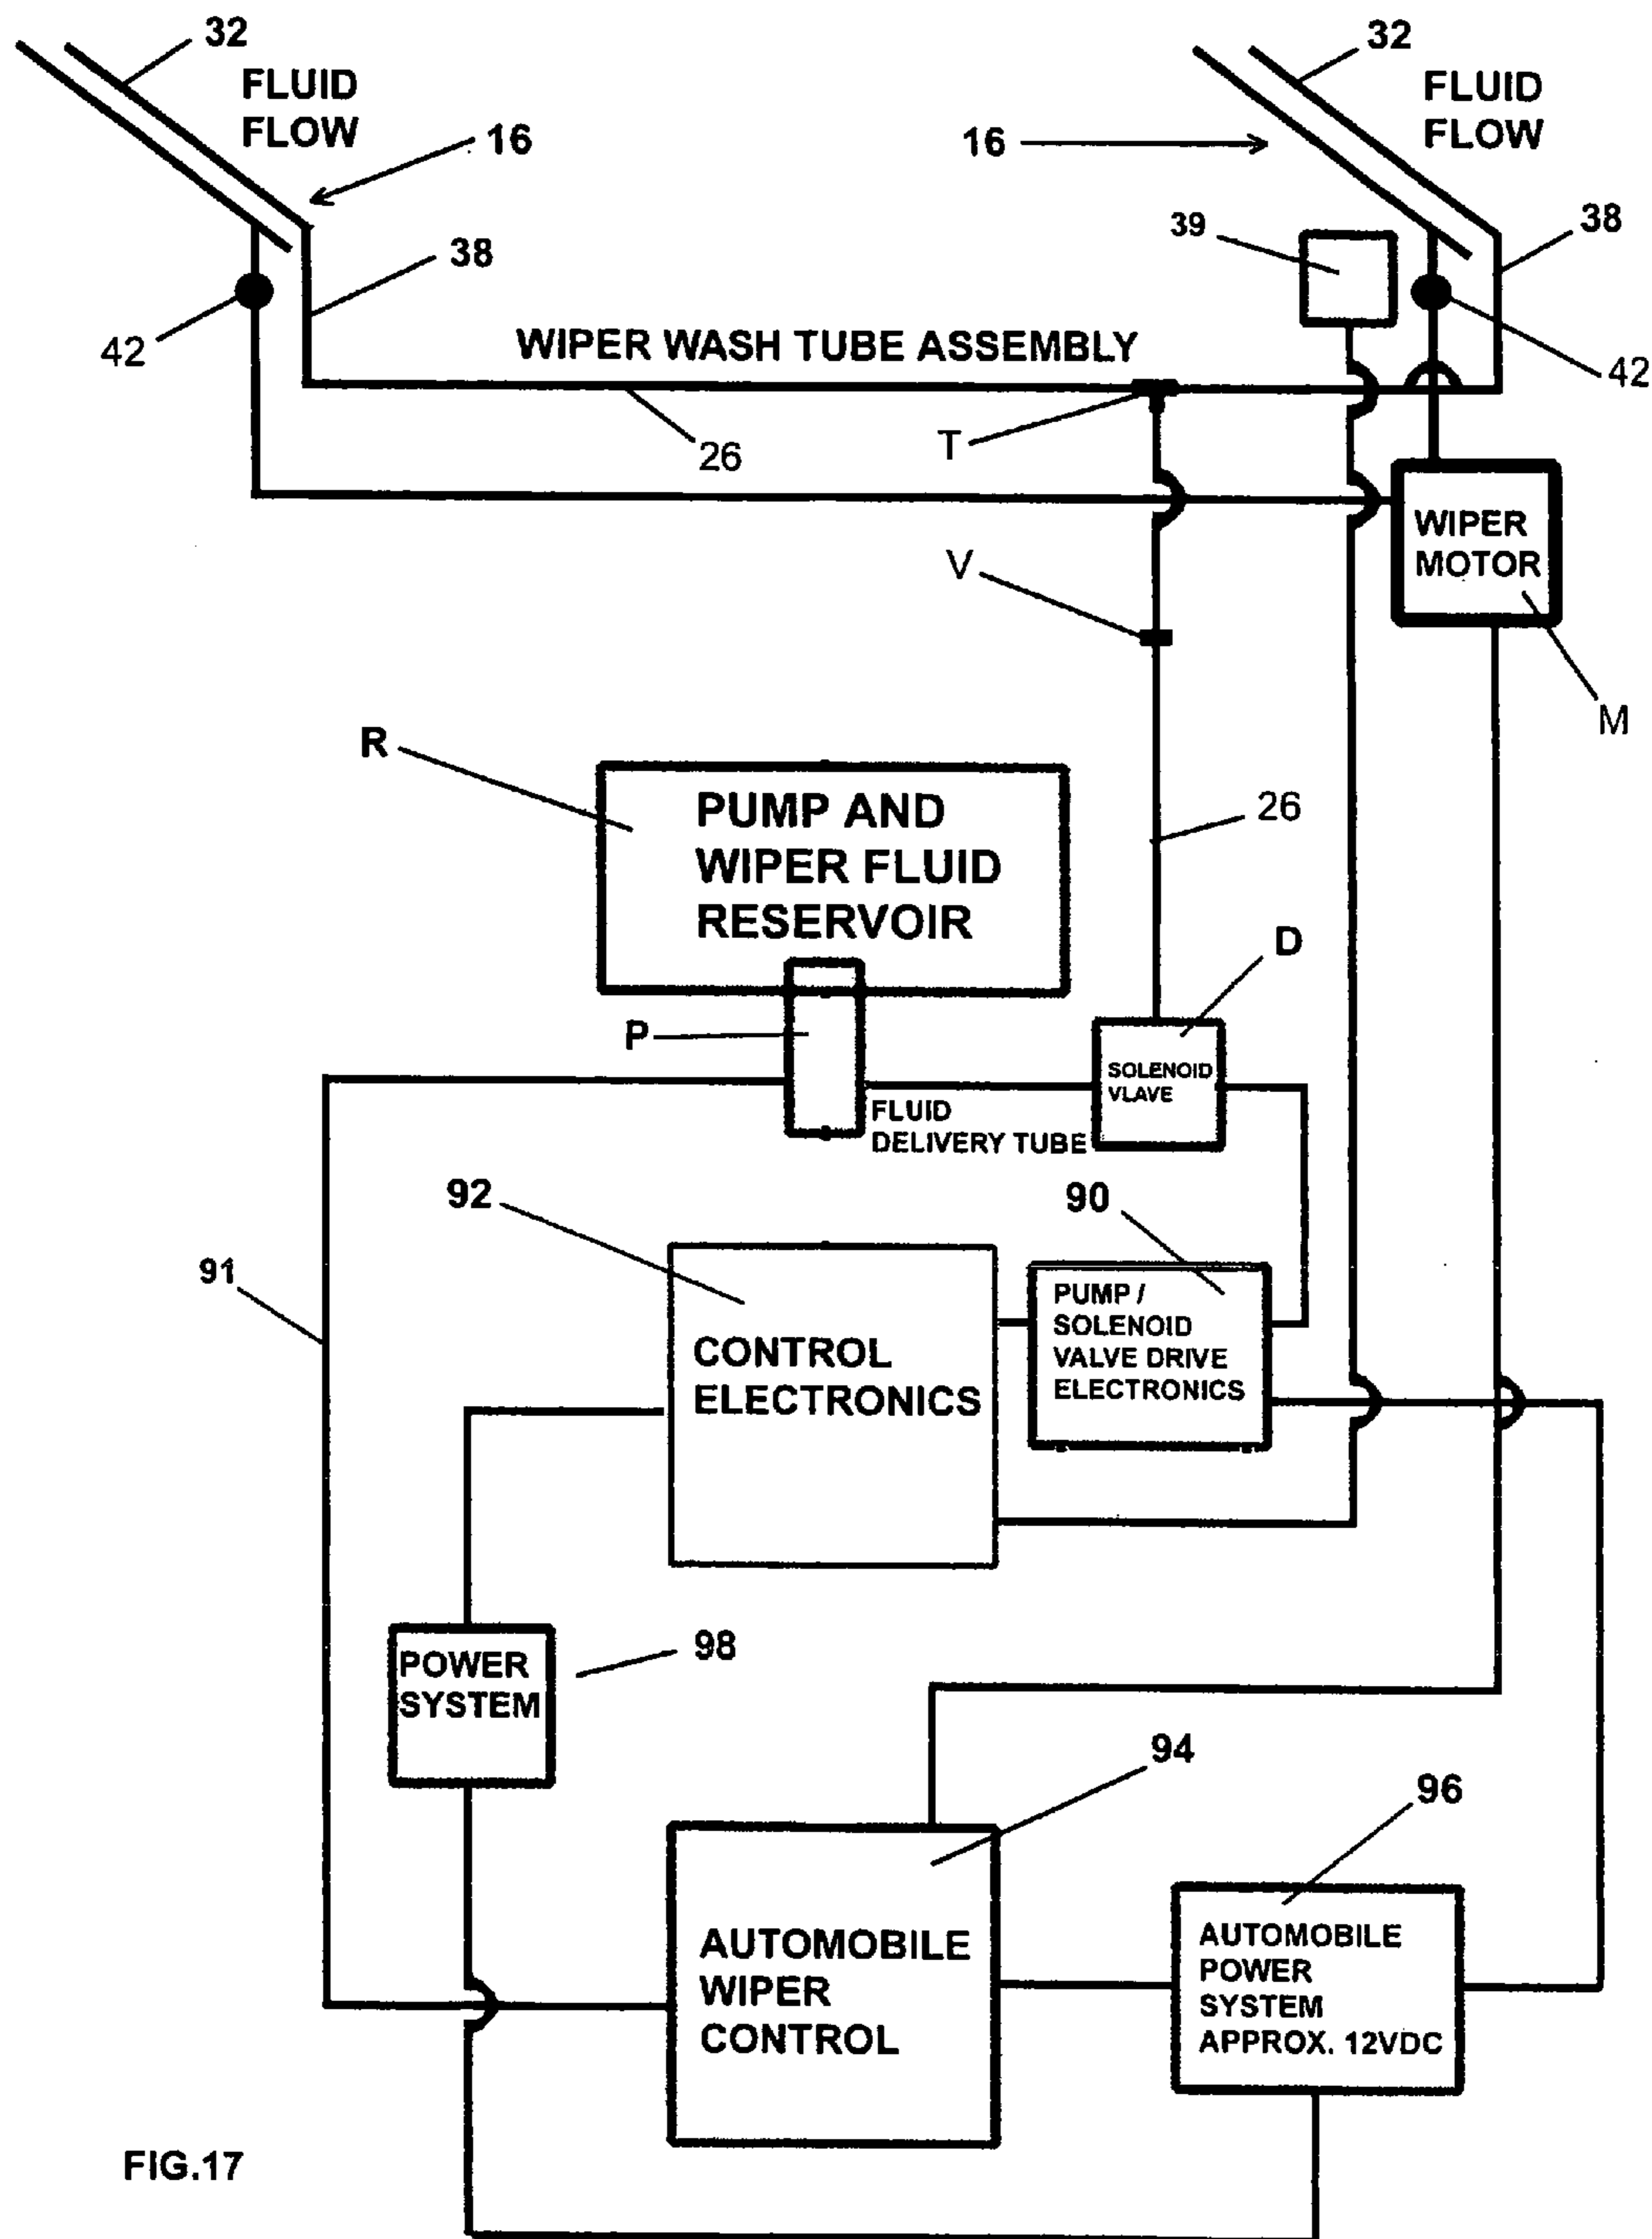 32
FLUID
FLOW
16
38
42
WIPER WASH TUBE ASSEMBLY
26
T
32
FLUID
FLOW
16
39
38
42
WIPER
MOTOR
M
V
R
PUMP AND
WIPER FLUID
RESERVOIR
26
D
P
SOLENOID
VLAVE
FLUID
DELIVERY TUBE
92
90
91
CONTROL
ELECTRONICS
PUMP /
SOLENOID
VALVE DRIVE
ELECTRONICS
POWER
SYSTEM
98
94
96
AUTOMOBILE
WIPER
CONTROL
AUTOMOBILE
POWER
SYSTEM
APPROX. 12VDC
FIG.17